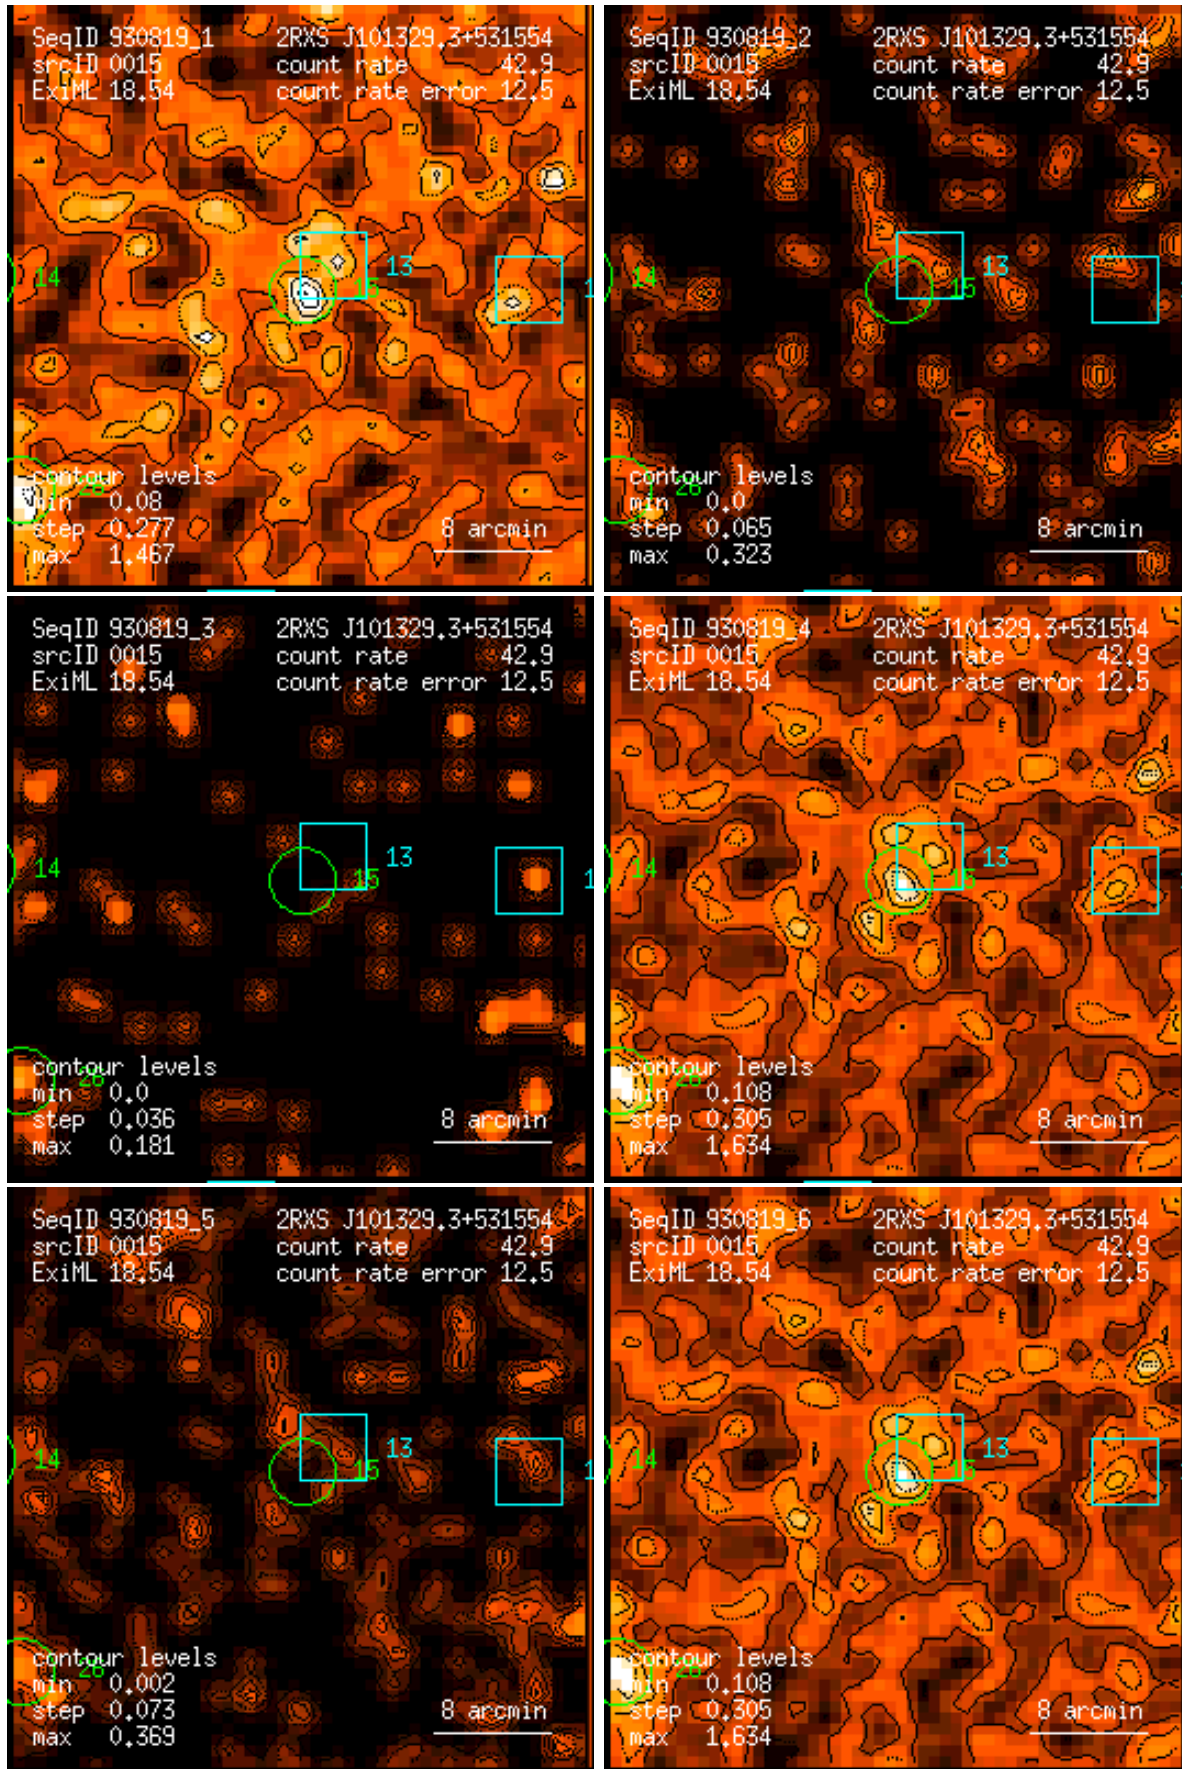 SeqID 930819_1 2RXS J101329.3+531554
srcID 0015 count rate 42.9
ExiML 18.54 count rate error 12.5
14
13
15
1
contour levels
26
min 0.08
step 0.277
max 1.467
8 arcmin
SeqID 930819_2 2RXS J101329.3+531554
srcID 0015 count rate 42.9
ExiML 18.54 count rate error 12.5
14
13
15
contour levels
26
min 0.0
step 0.065
max 0.323
8 arcmin
SeqID 930819_3 2RXS J101329.3+531554
srcID 0015 count rate 42.9
ExiML 18.54 count rate error 12.5
14
13
15
1
contour levels
26
min 0.0
step 0.036
max 0.181
8 arcmin
SeqID 930819_4 2RXS J101329.3+531554
srcID 0015 count rate 42.9
ExiML 18.54 count rate error 12.5
14
13
15
contour levels
26
min 0.108
step 0.305
max 1.634
8 arcmin
SeqID 930819_5 2RXS J101329.3+531554
srcID 0015 count rate 42.9
ExiML 18.54 count rate error 12.5
14
13
15
1
contour levels
26
min 0.002
step 0.073
max 0.369
8 arcmin
SeqID 930819_6 2RXS J101329.3+531554
srcID 0015 count rate 42.9
ExiML 18.54 count rate error 12.5
14
13
15
contour levels
26
min 0.108
step 0.305
max 1.634
8 arcmin